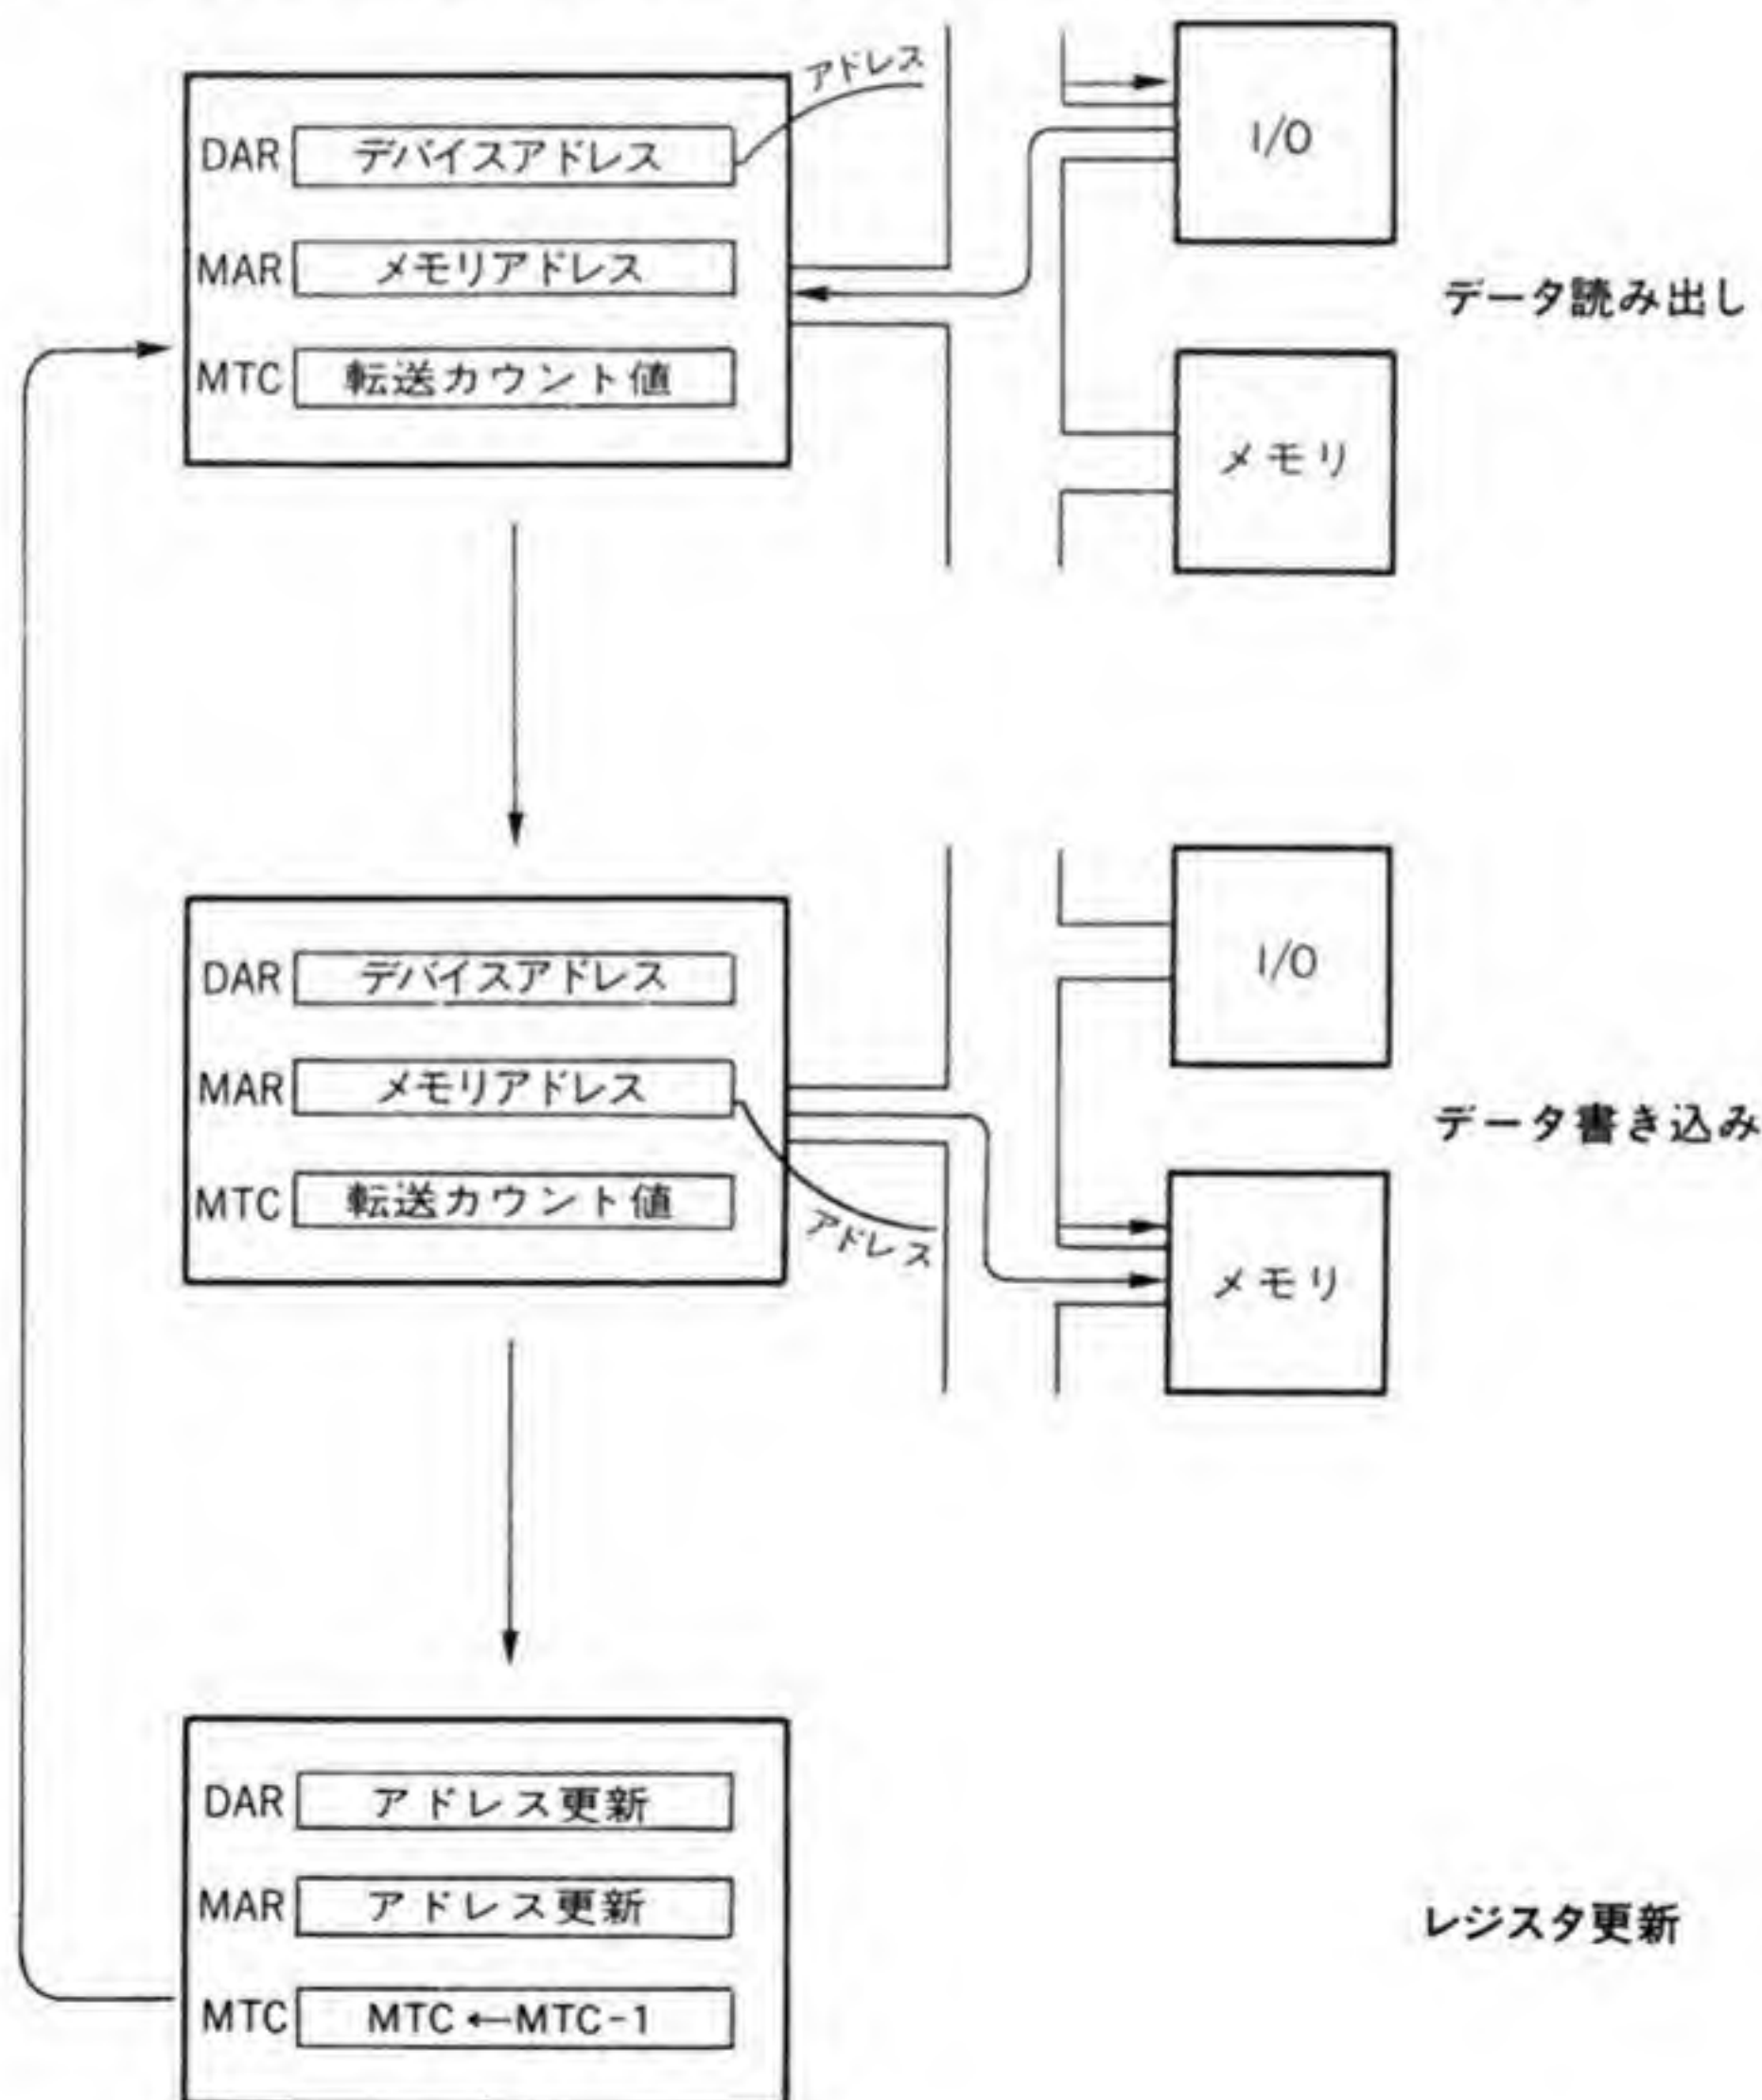 アドレス
DAR デバイスアドレス
MAR メモリアドレス
MTC 転送カウント値
I/O
メモリ
データ読み出し
DAR デバイスアドレス
MAR メモリアドレス
MTC 転送カウント値
アドレス
I/O
メモリ
データ書き込み
DAR アドレス更新
MAR アドレス更新
MTC MTC←MTC-1
レジスタ更新